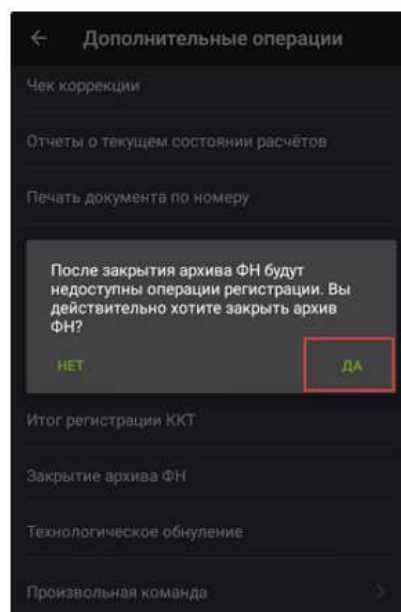 Дополнительные операции
Чек коррекции
Отчеты о текущем состоянии расчётов
Печать документа по номеру
После закрытия архива ФН будут
недоступны операции регистрации. Вы
действительно хотите закрыть архив
ФН?
НЕТ
ДА
Итог регистрации ККТ
Закрытие архива ФН
Технологическое обнуление
Произвольная команда